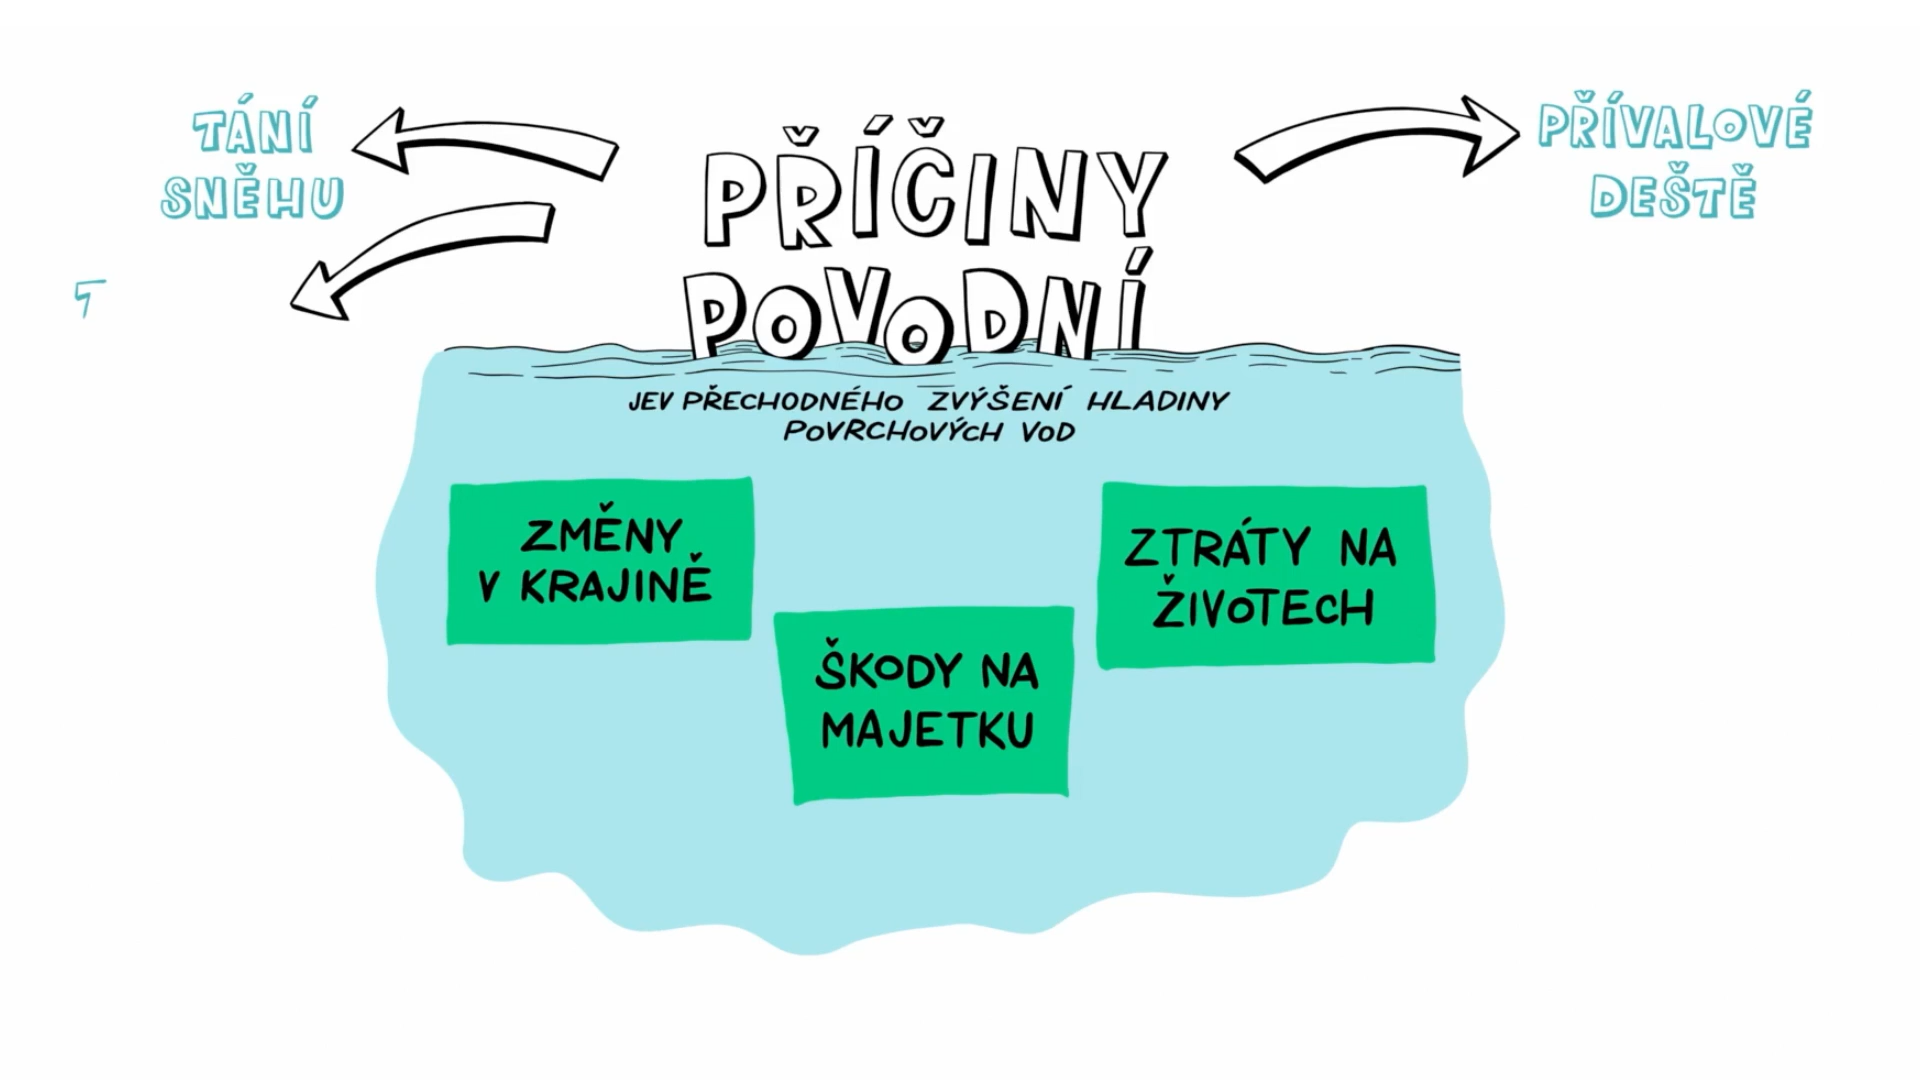 TÁNÍ
SNĚHU
PŘÍČINY
POVODNÍ
PŘÍVALOVÉ
DEŠTĚ
JEV PŘECHODNÉHO ZVÝŠENÍ HLADINY
POVRCHOVÝCH VOD
ZMĚNY
V KRAJINĚ
ŠKODY NA
MAJETKU
ZTRÁTY NA
ŽIVOTECH